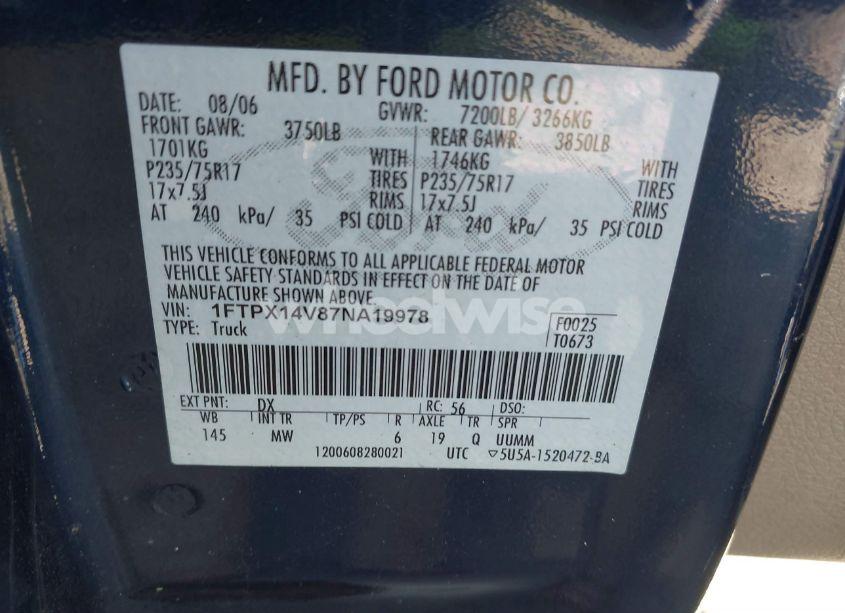 MFD. BY FORD MOTOR CO.
DATE: 08/06 GVWR: 7200LB/ 3266KG
FRONT GAWR: 3750LB REAR GAWR: 3850LB
1701KG WITH 1746KG WITH
P235/75R17 TIRES P235/75R17 TIRES
17x7.5J RIMS 17x7.5J RIMS
AT 240 kPa/ 35 PSI COLD AT 240 kPa/ 35 PSI COLD
Ford
THIS VEHICLE CONFORMS TO ALL APPLICABLE FEDERAL MOTOR
VEHICLE SAFETY STANDARDS IN EFFECT ON THE DATE OF
MANUFACTURE SHOWN ABOVE.
VIN: 1FTPX14V87NA19978 F0025
TYPE: Truck T0673
wheelwise
EXT PNT: DX RC: 56 DSO:
WB INT TR TP/PS R AXLE TR SPR
145 MW 6 19 Q UUMM
1200608280021 UTC ▽5U5A-1520472-BA